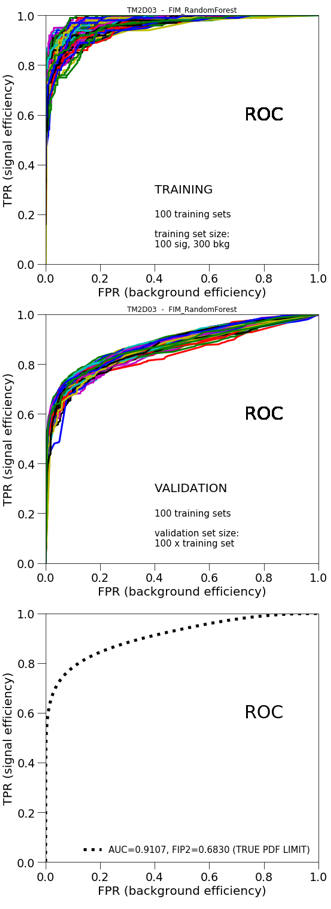 TM2D03 - FIM_RandomForest
1.0
0.8
0.6
0.4
0.2
0.0
TPR (signal efficiency)
ROC
TRAINING
100 training sets
training set size:
100 sig, 300 bkg
0.0 0.2 0.4 0.6 0.8 1.0
FPR (background efficiency)
TM2D03 - FIM_RandomForest
1.0
0.8
0.6
0.4
0.2
0.0
TPR (signal efficiency)
ROC
VALIDATION
100 training sets
validation set size:
100 x training set
0.0 0.2 0.4 0.6 0.8 1.0
FPR (background efficiency)
1.0
0.8
0.6
0.4
0.2
0.0
TPR (signal efficiency)
ROC
AUC=0.9107, FIP2=0.6830 (TRUE PDF LIMIT)
0.0 0.2 0.4 0.6 0.8 1.0
FPR (background efficiency)